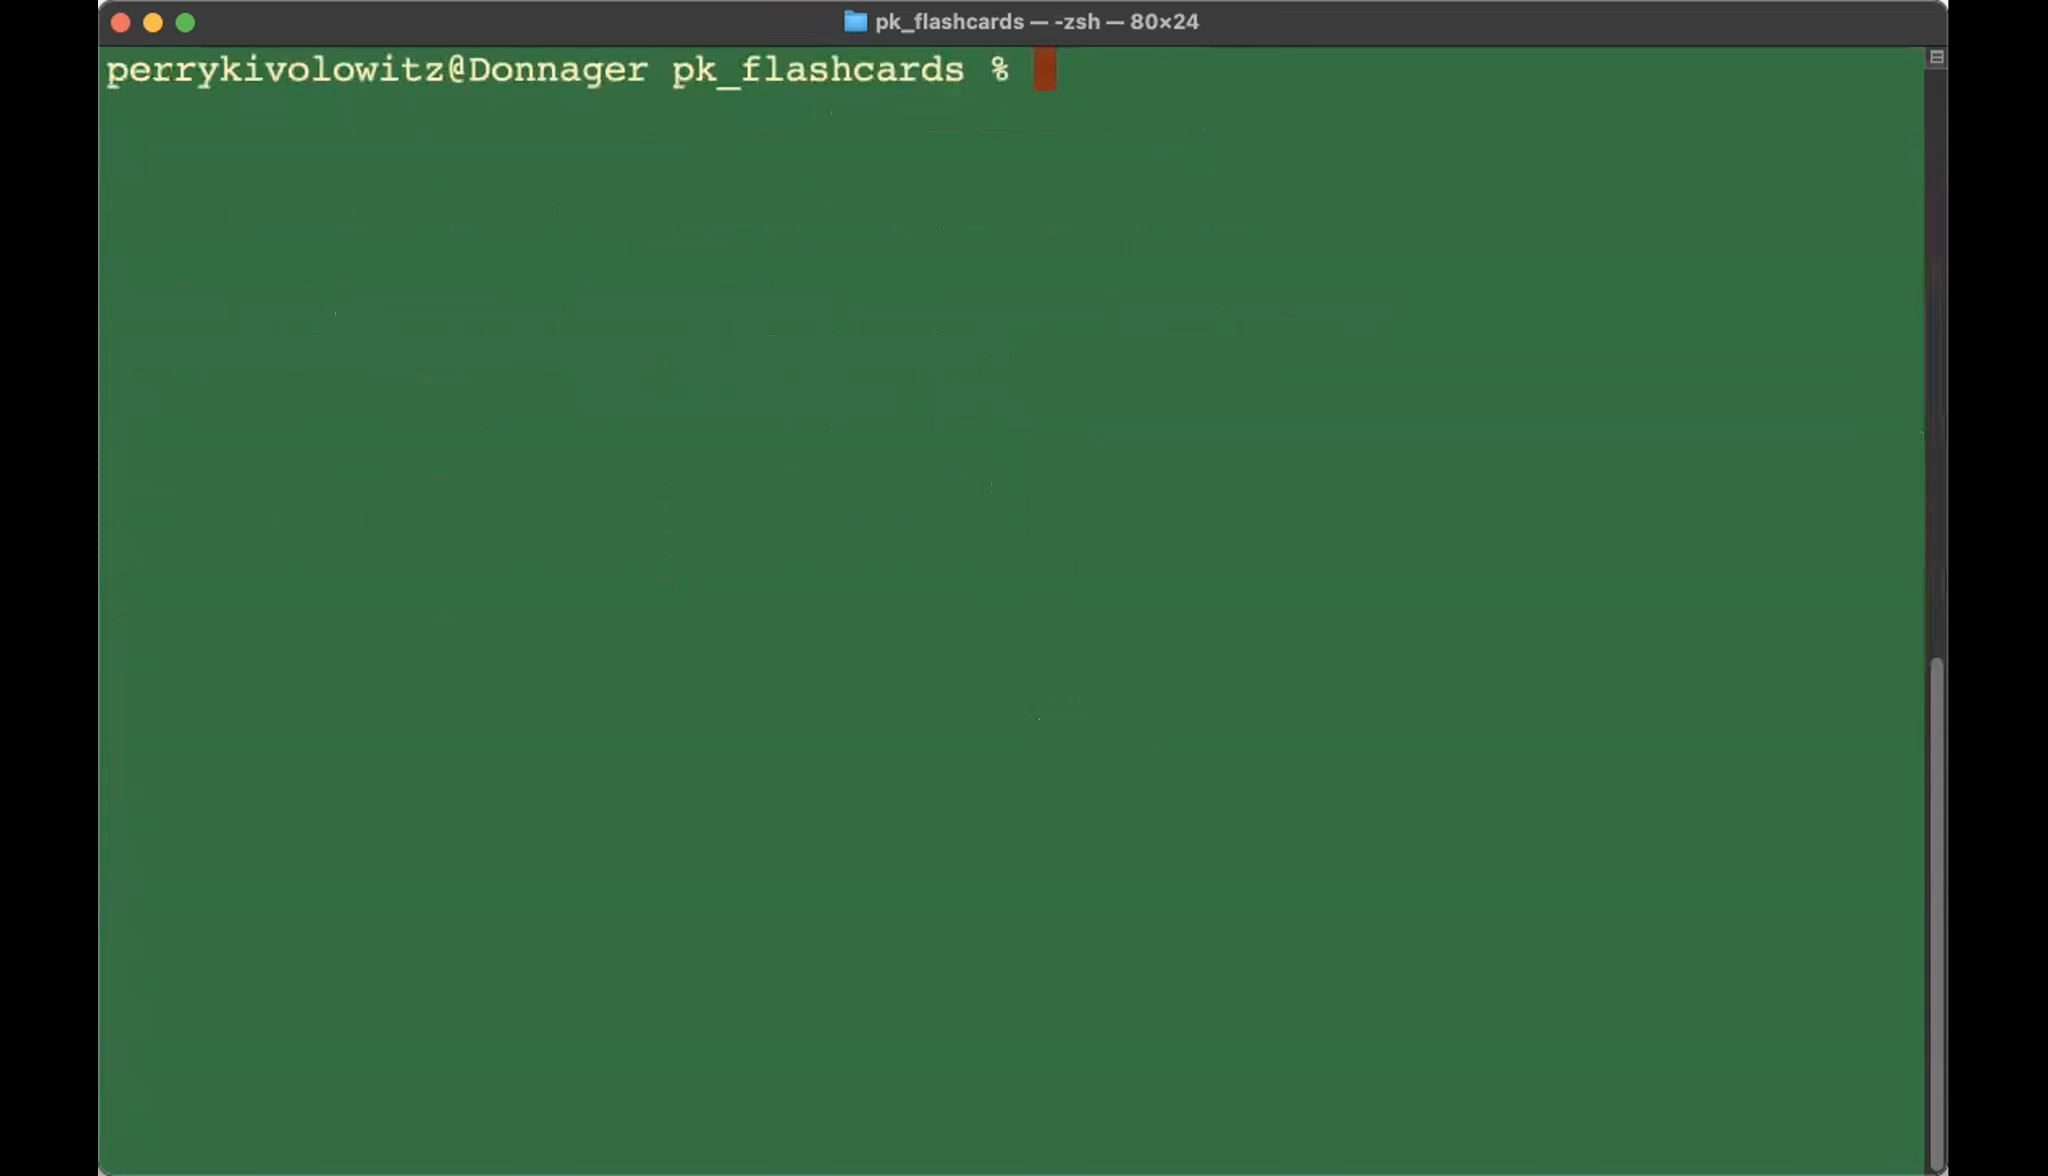 pk_flashcards — -zsh — 80×24
perrykivolowitz@Donnager pk_flashcards %